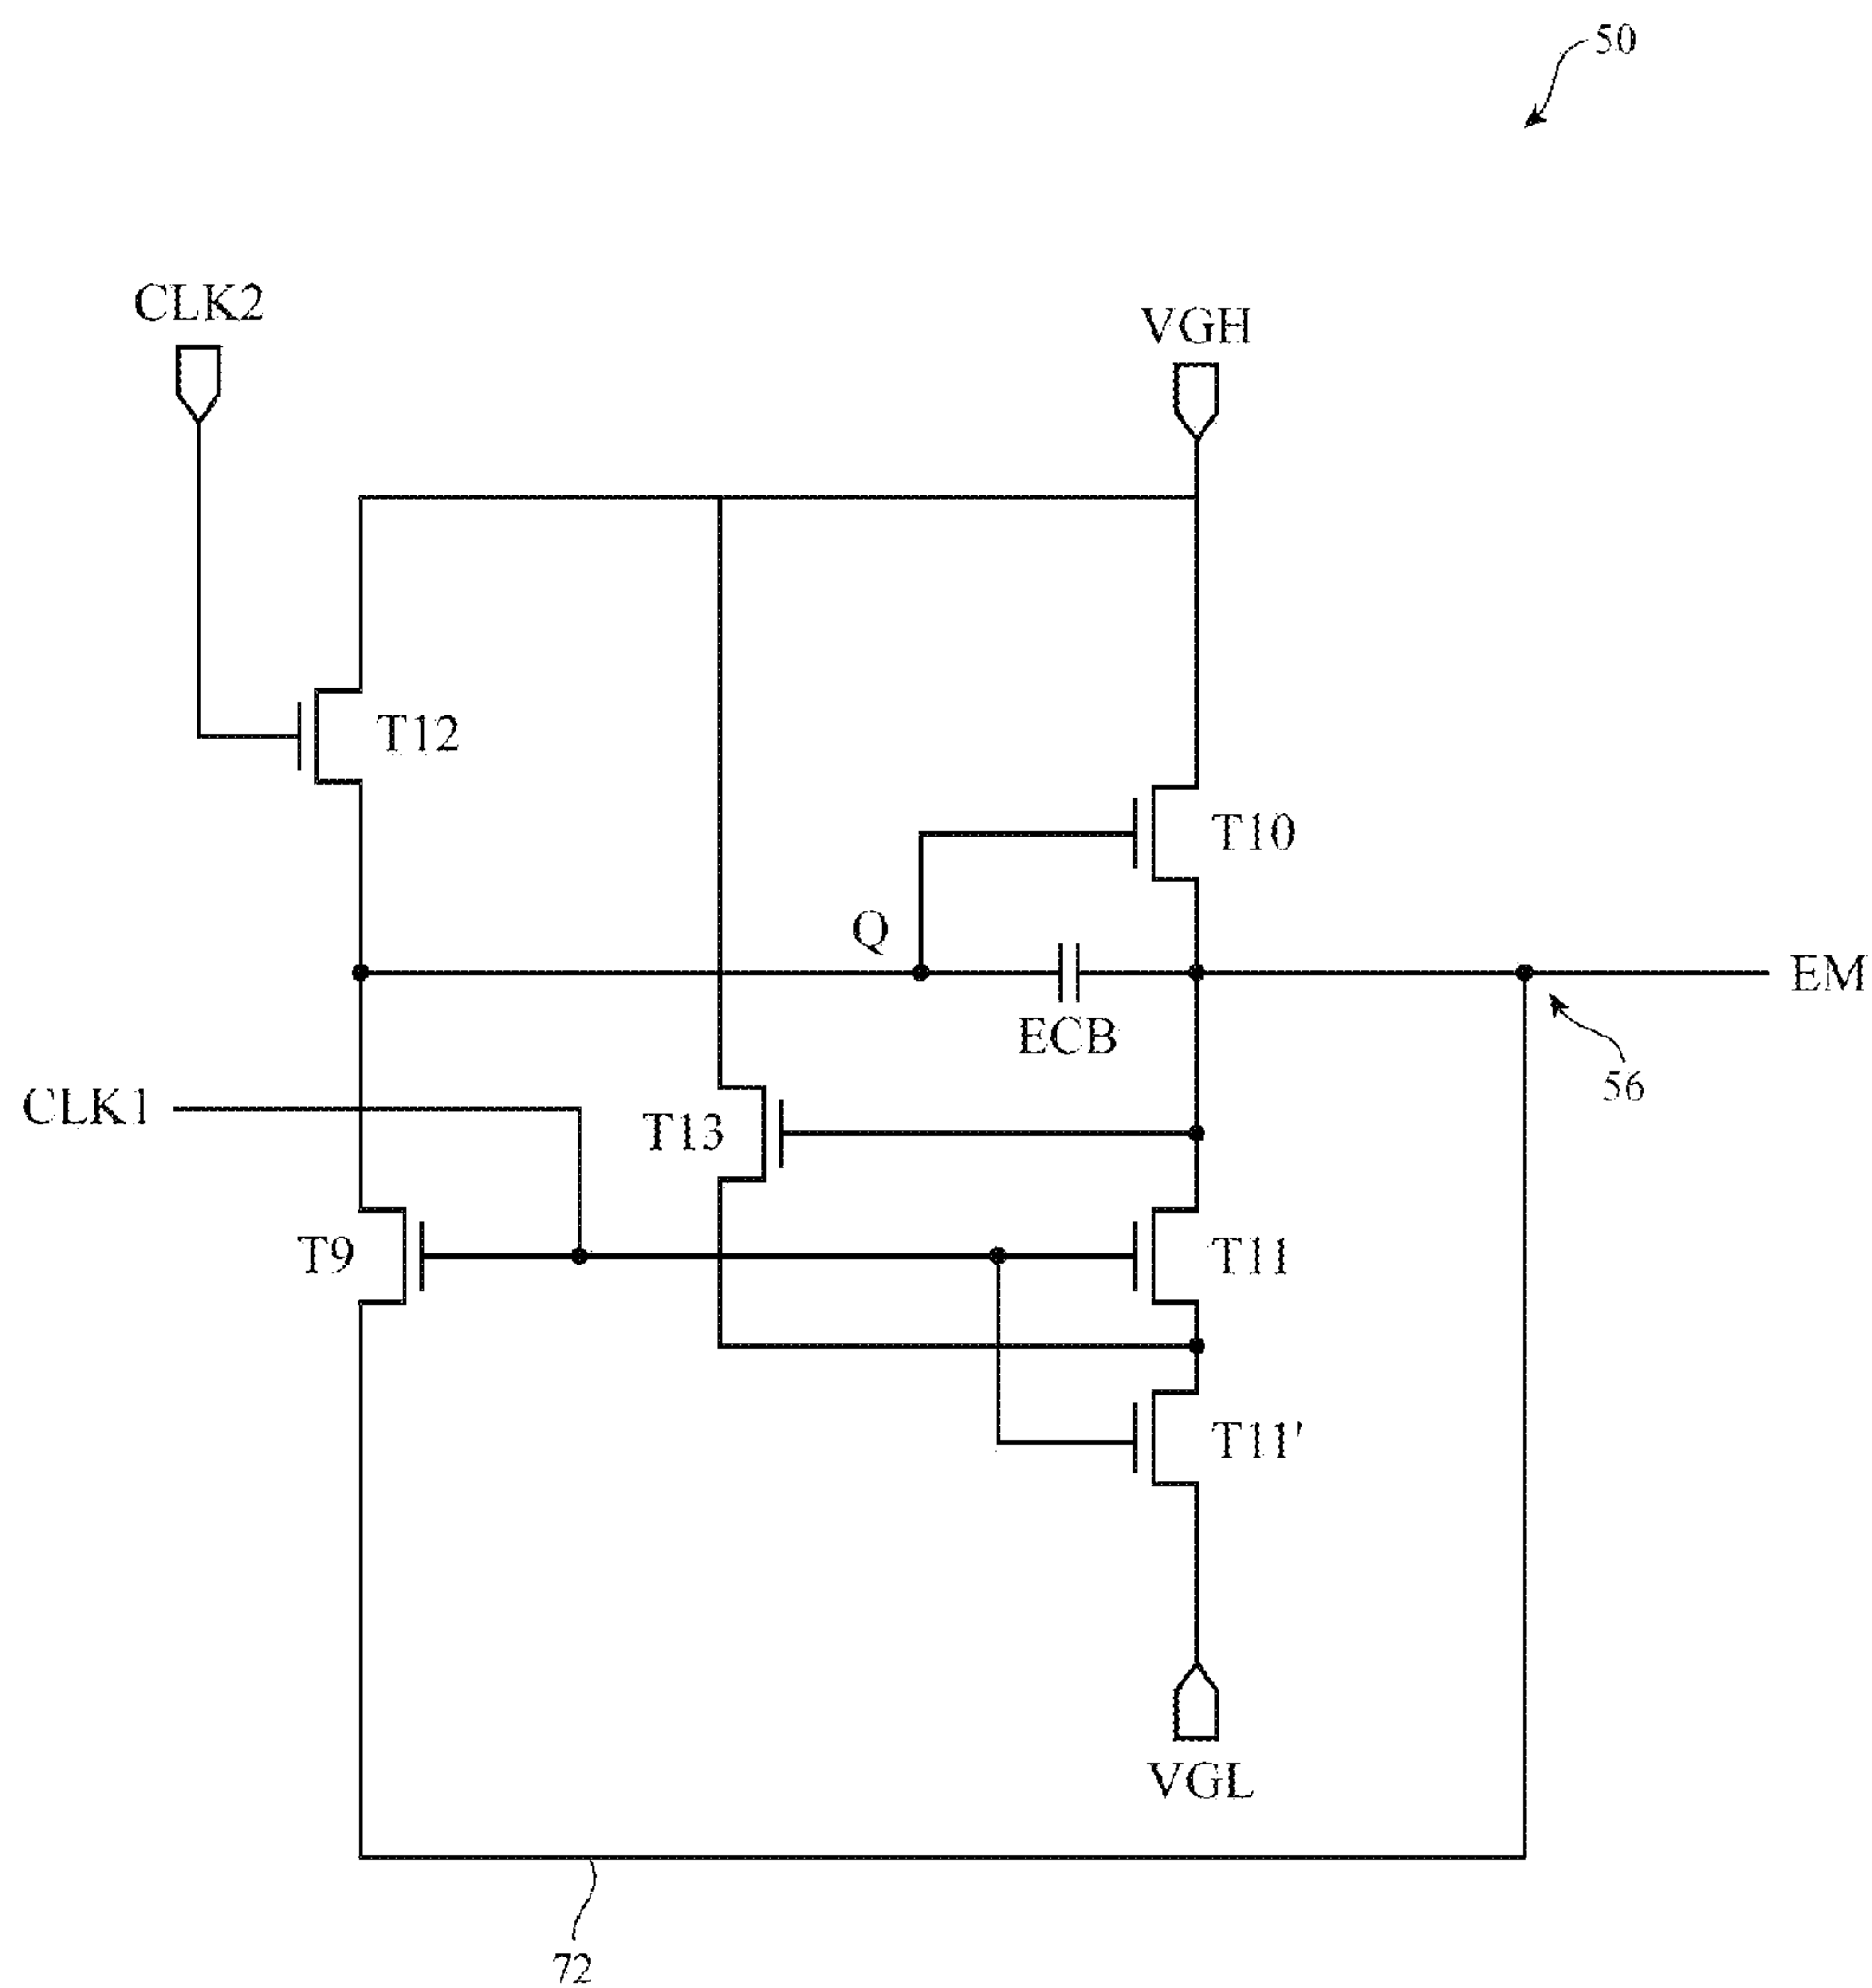 50
CLK2
VGH
T12
T10
Q
EM
ECB
56
CLK1
T13
T9
T11
T11'
VGL
72